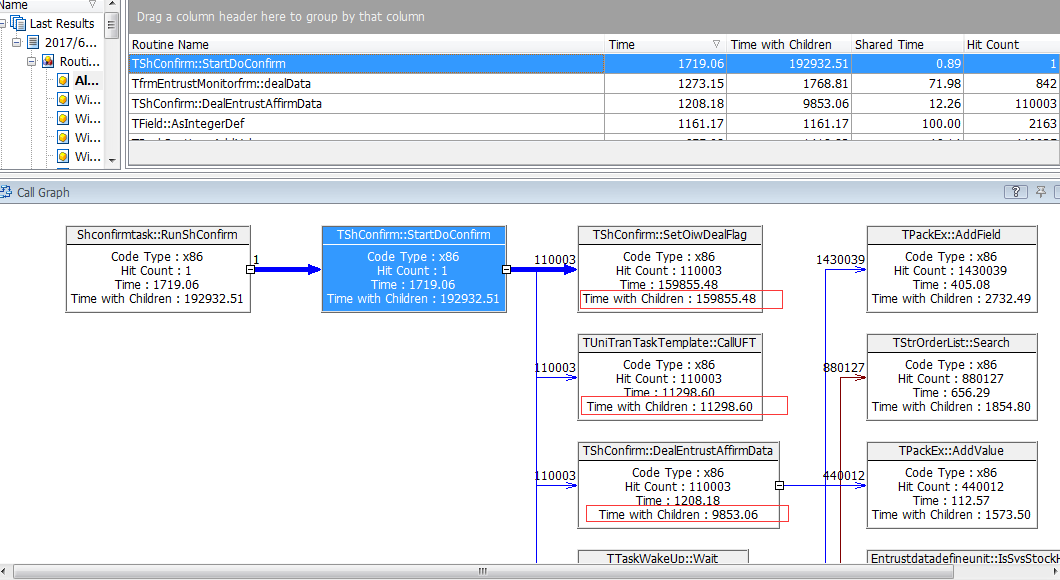 Name
Last Results
2017/6...
Routi...
Al...
Wi...
Wi...
Wi...
Wi...
Drag a column header here to group by that column
Routine Name Time Time with Children Shared Time Hit Count
TShConfirm::StartDoConfirm 1719.06 192932.51 0.89 1
TfrmEntrustMonitorfrm::dealData 1273.15 1768.81 71.98 842
TShConfirm::DealEntrustAffirmData 1208.18 9853.06 12.26 110003
TField::AsIntegerDef 1161.17 1161.17 100.00 2163
Call Graph
Shconfirmtask::RunShConfirm
Code Type : x86
Hit Count : 1
Time : 1719.06
Time with Children : 192932.51
1
TShConfirm::StartDoConfirm
Code Type : x86
Hit Count : 1
Time : 1719.06
Time with Children : 192932.51
110003
TShConfirm::SetOiwDealFlag
Code Type : x86
Hit Count : 110003
Time : 159855.48
Time with Children : 159855.48
110003
TUniTranTaskTemplate::CallUFT
Code Type : x86
Hit Count : 110003
Time : 11298.60
Time with Children : 11298.60
110003
TShConfirm::DealEntrustAffirmData
Code Type : x86
Hit Count : 110003
Time : 1208.18
Time with Children : 9853.06
TTaskWakeUp::Wait
1430039
TPackEx::AddField
Code Type : x86
Hit Count : 1430039
Time : 405.08
Time with Children : 2732.49
880127
TStrOrderList::Search
Code Type : x86
Hit Count : 880127
Time : 656.29
Time with Children : 1854.80
440012
TPackEx::AddValue
Code Type : x86
Hit Count : 440012
Time : 112.57
Time with Children : 1573.50
Entrustdatadefineunit::IsSysStockH